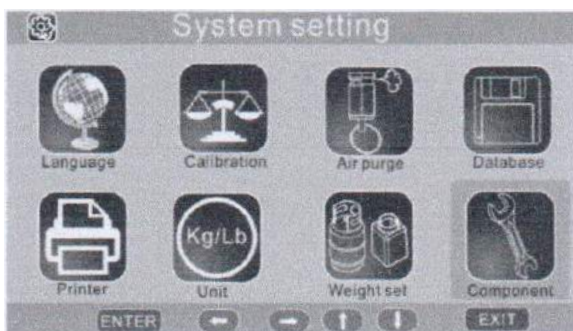 System setting
Language Calibration Air purge Database
Kg/Lb
Printer Unit Weight set Component
ENTER ← → ↑ ↓ EXIT